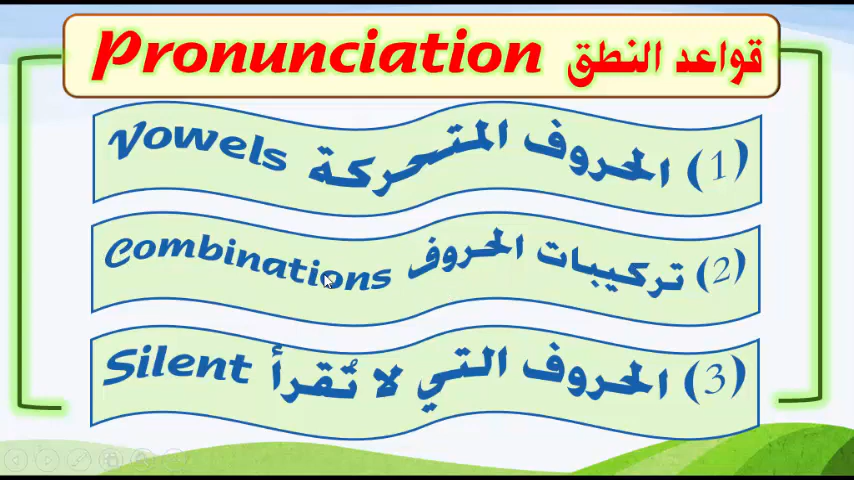 قواعد النطق Pronunciation
(1) الحروف المتحركة Vowels
(2) تركيبات الحروف Combinations
(3) الحروف التي لا تُقرأ Silent